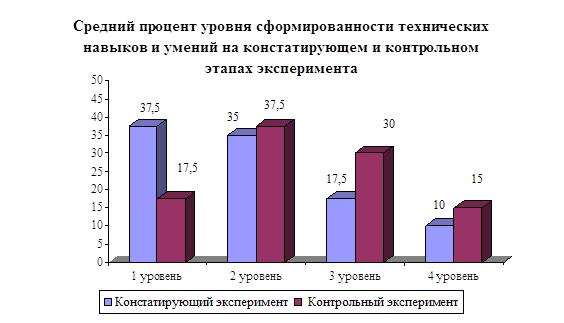 Средний процент уровня сформированности технических
навыков и умений на констатирующем и контрольном
этапах эксперимента
50
45
40
35
30
25
20
15
10
5
0
37,5
17,5
35
37,5
17,5
30
10
15
1 уровень
2 уровень
3 уровень
4 уровень
Констатирующий эксперимент
Контрольный эксперимент